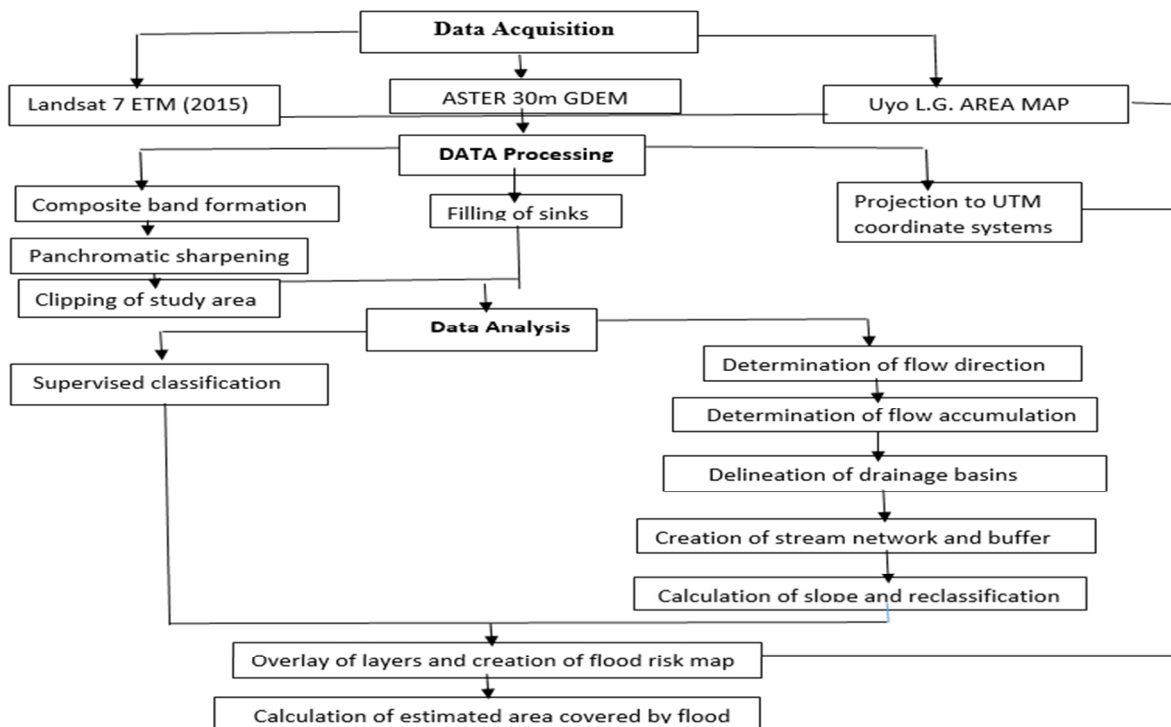 Data Acquisition
Landsat 7 ETM (2015)
ASTER 30m GDEM
Uyo L.G. AREA MAP
DATA Processing
Composite band formation
Filling of sinks
Projection to UTM
coordinate systems
Panchromatic sharpening
Clipping of study area
Data Analysis
Supervised classification
Determination of flow direction
Determination of flow accumulation
Delineation of drainage basins
Creation of stream network and buffer
Calculation of slope and reclassification
Overlay of layers and creation of flood risk map
Calculation of estimated area covered by flood